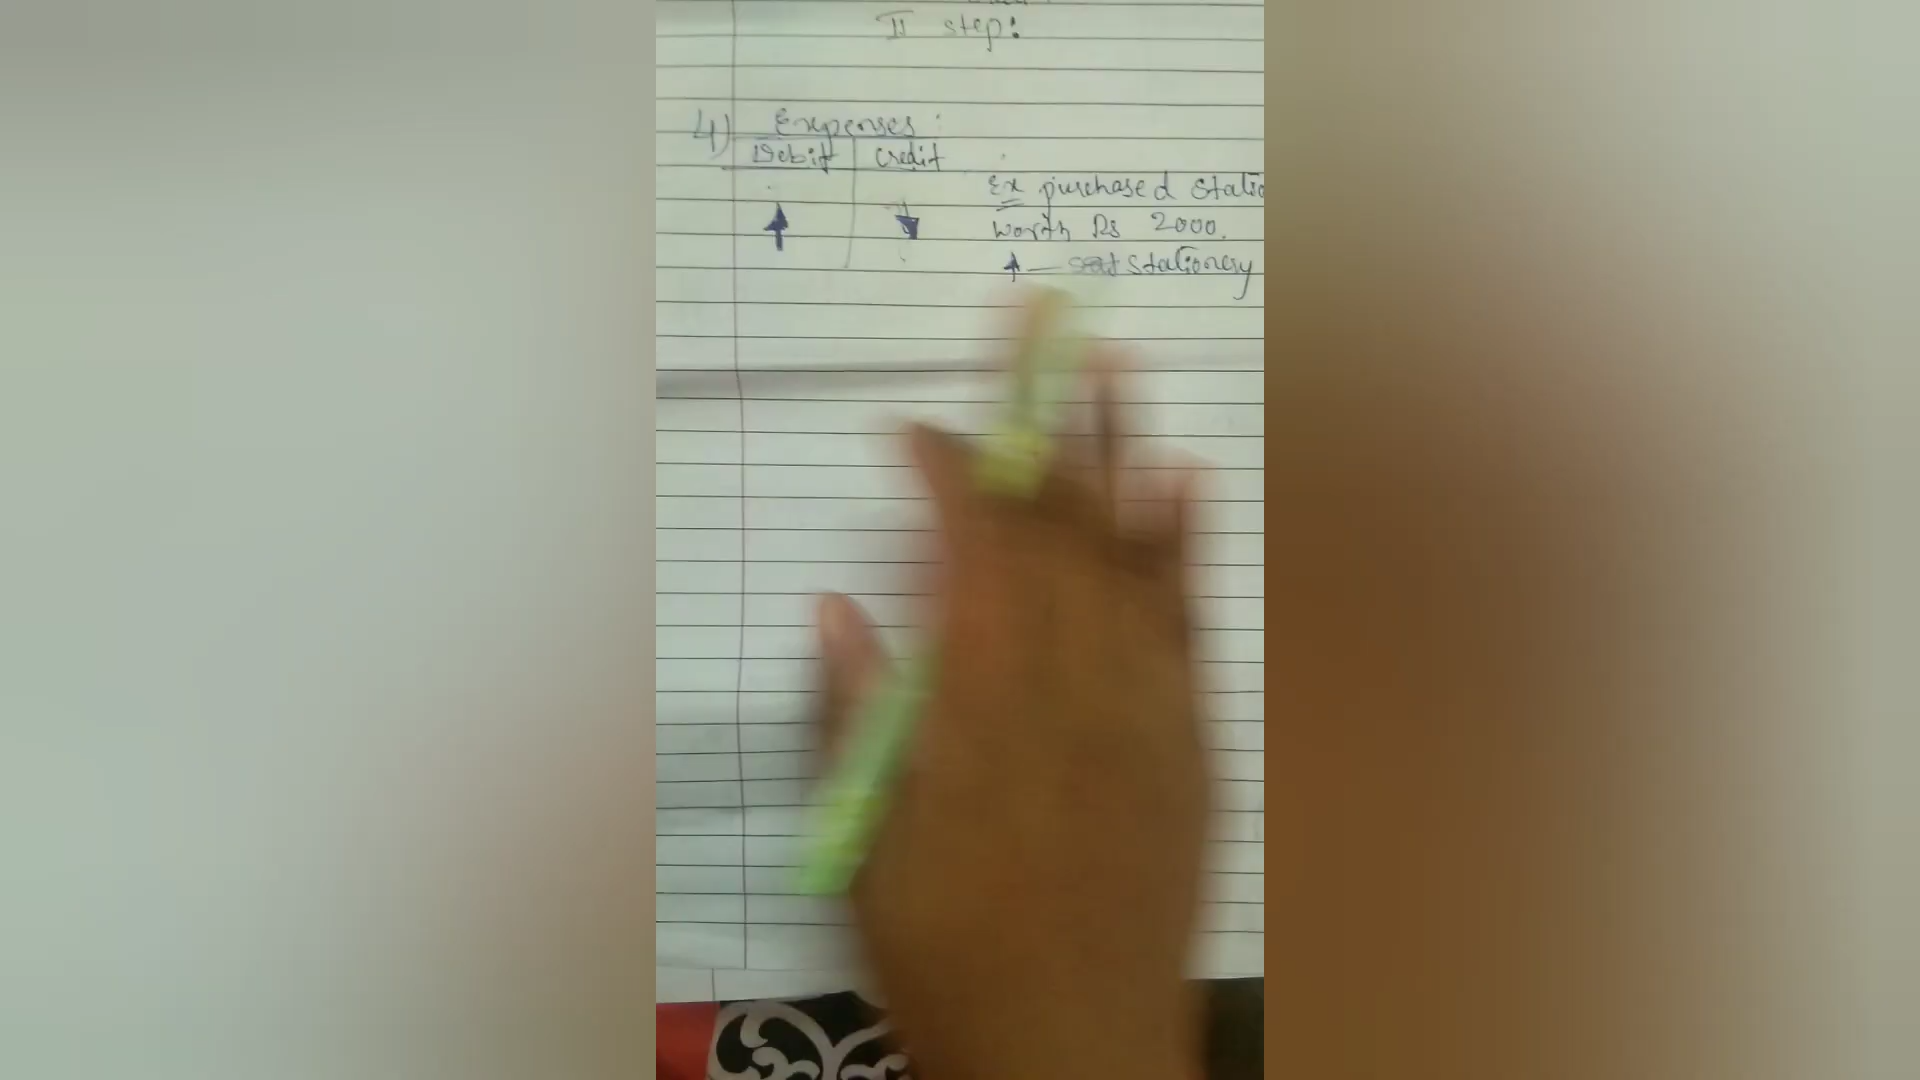 II step:
4) Expenses:
Debit Credit
Ex purchased Statio
worth Rs 2000.
Stationery